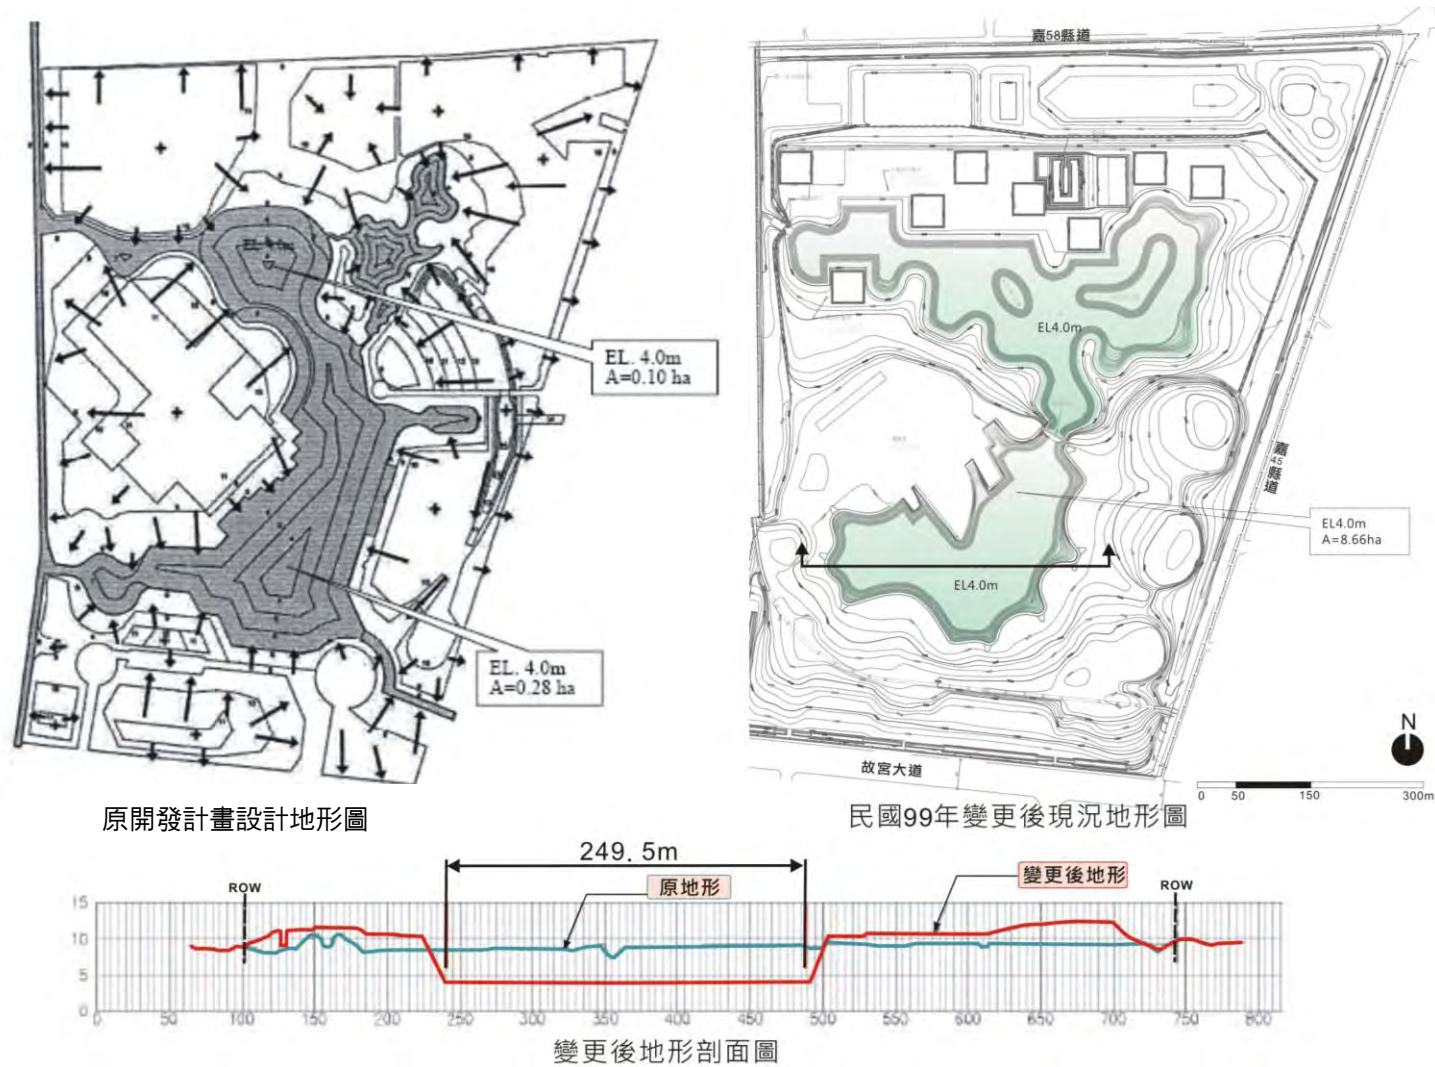 EL. 4.0m
EL. 4.0m
A=0.10 ha
EL. 4.0m
A=0.28 ha
原開發計畫設計地形圖
嘉58縣道
EL4.0m
嘉45縣道
EL4.0m
A=8.66ha
EL4.0m
故宮大道
N
0 50 150 300m
民國99年變更後現況地形圖
249. 5m
ROW
原地形
變更後地形
ROW
15
10
5
0
0 50 100 150 200 250 300 350 400 450 500 550 600 650 700 750 800
變更後地形剖面圖